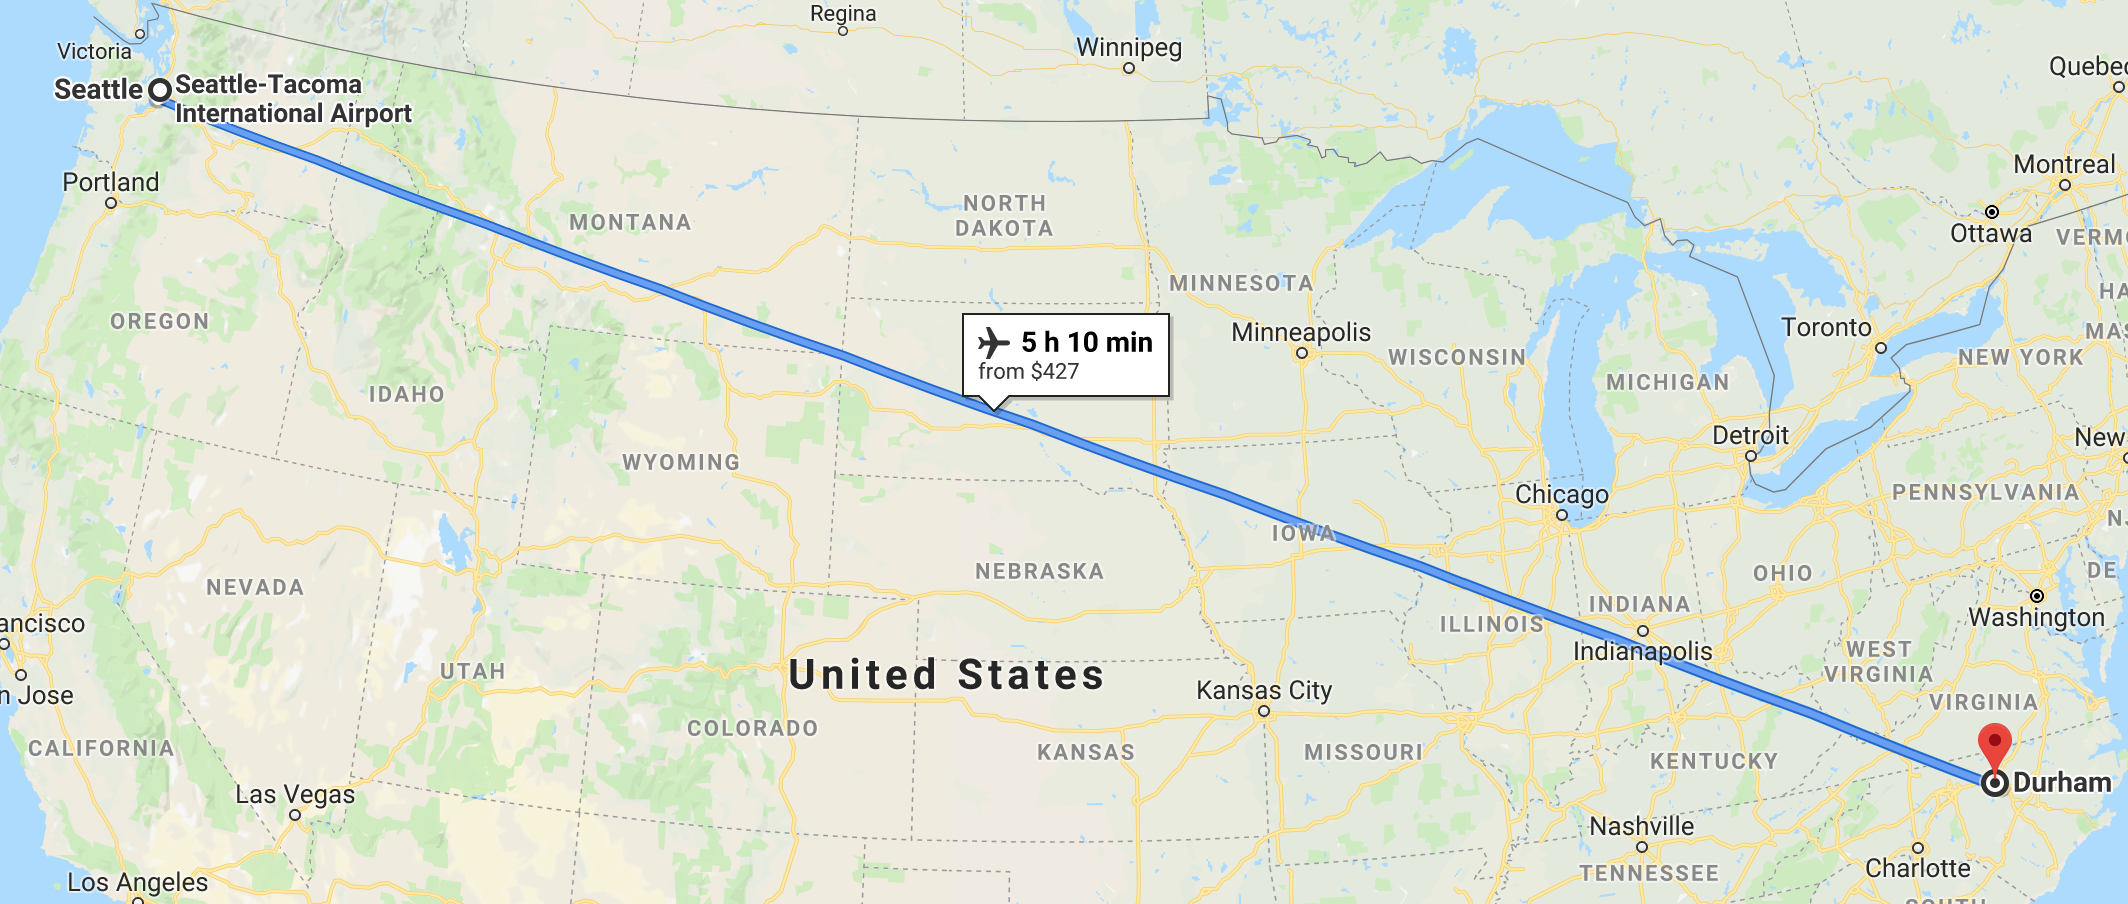 Regina
Winnipeg
Victoria
Quebec
Seattle
Seattle-Tacoma
International Airport
Montreal
Portland
NORTH
DAKOTA
MONTANA
Ottawa
VERM
MINNESOTA
HA
OREGON
Minneapolis
Toronto
MAS
5 h 10 min
from $427
WISCONSIN
NEW YORK
MICHIGAN
IDAHO
Detroit
New
WYOMING
Chicago
PENNSYLVANIA
N.
IOWA
NEBRASKA
OHIO
DE
NEVADA
INDIANA
ancisco
ILLINOIS
Washington
Indianapolis
WEST
VIRGINIA
UTAH
United States
n Jose
Kansas City
VIRGINIA
COLORADO
CALIFORNIA
KANSAS
MISSOURI
KENTUCKY
Durham
Las Vegas
Nashville
Charlotte
TENNESSEE
Los Angeles
SOUTH